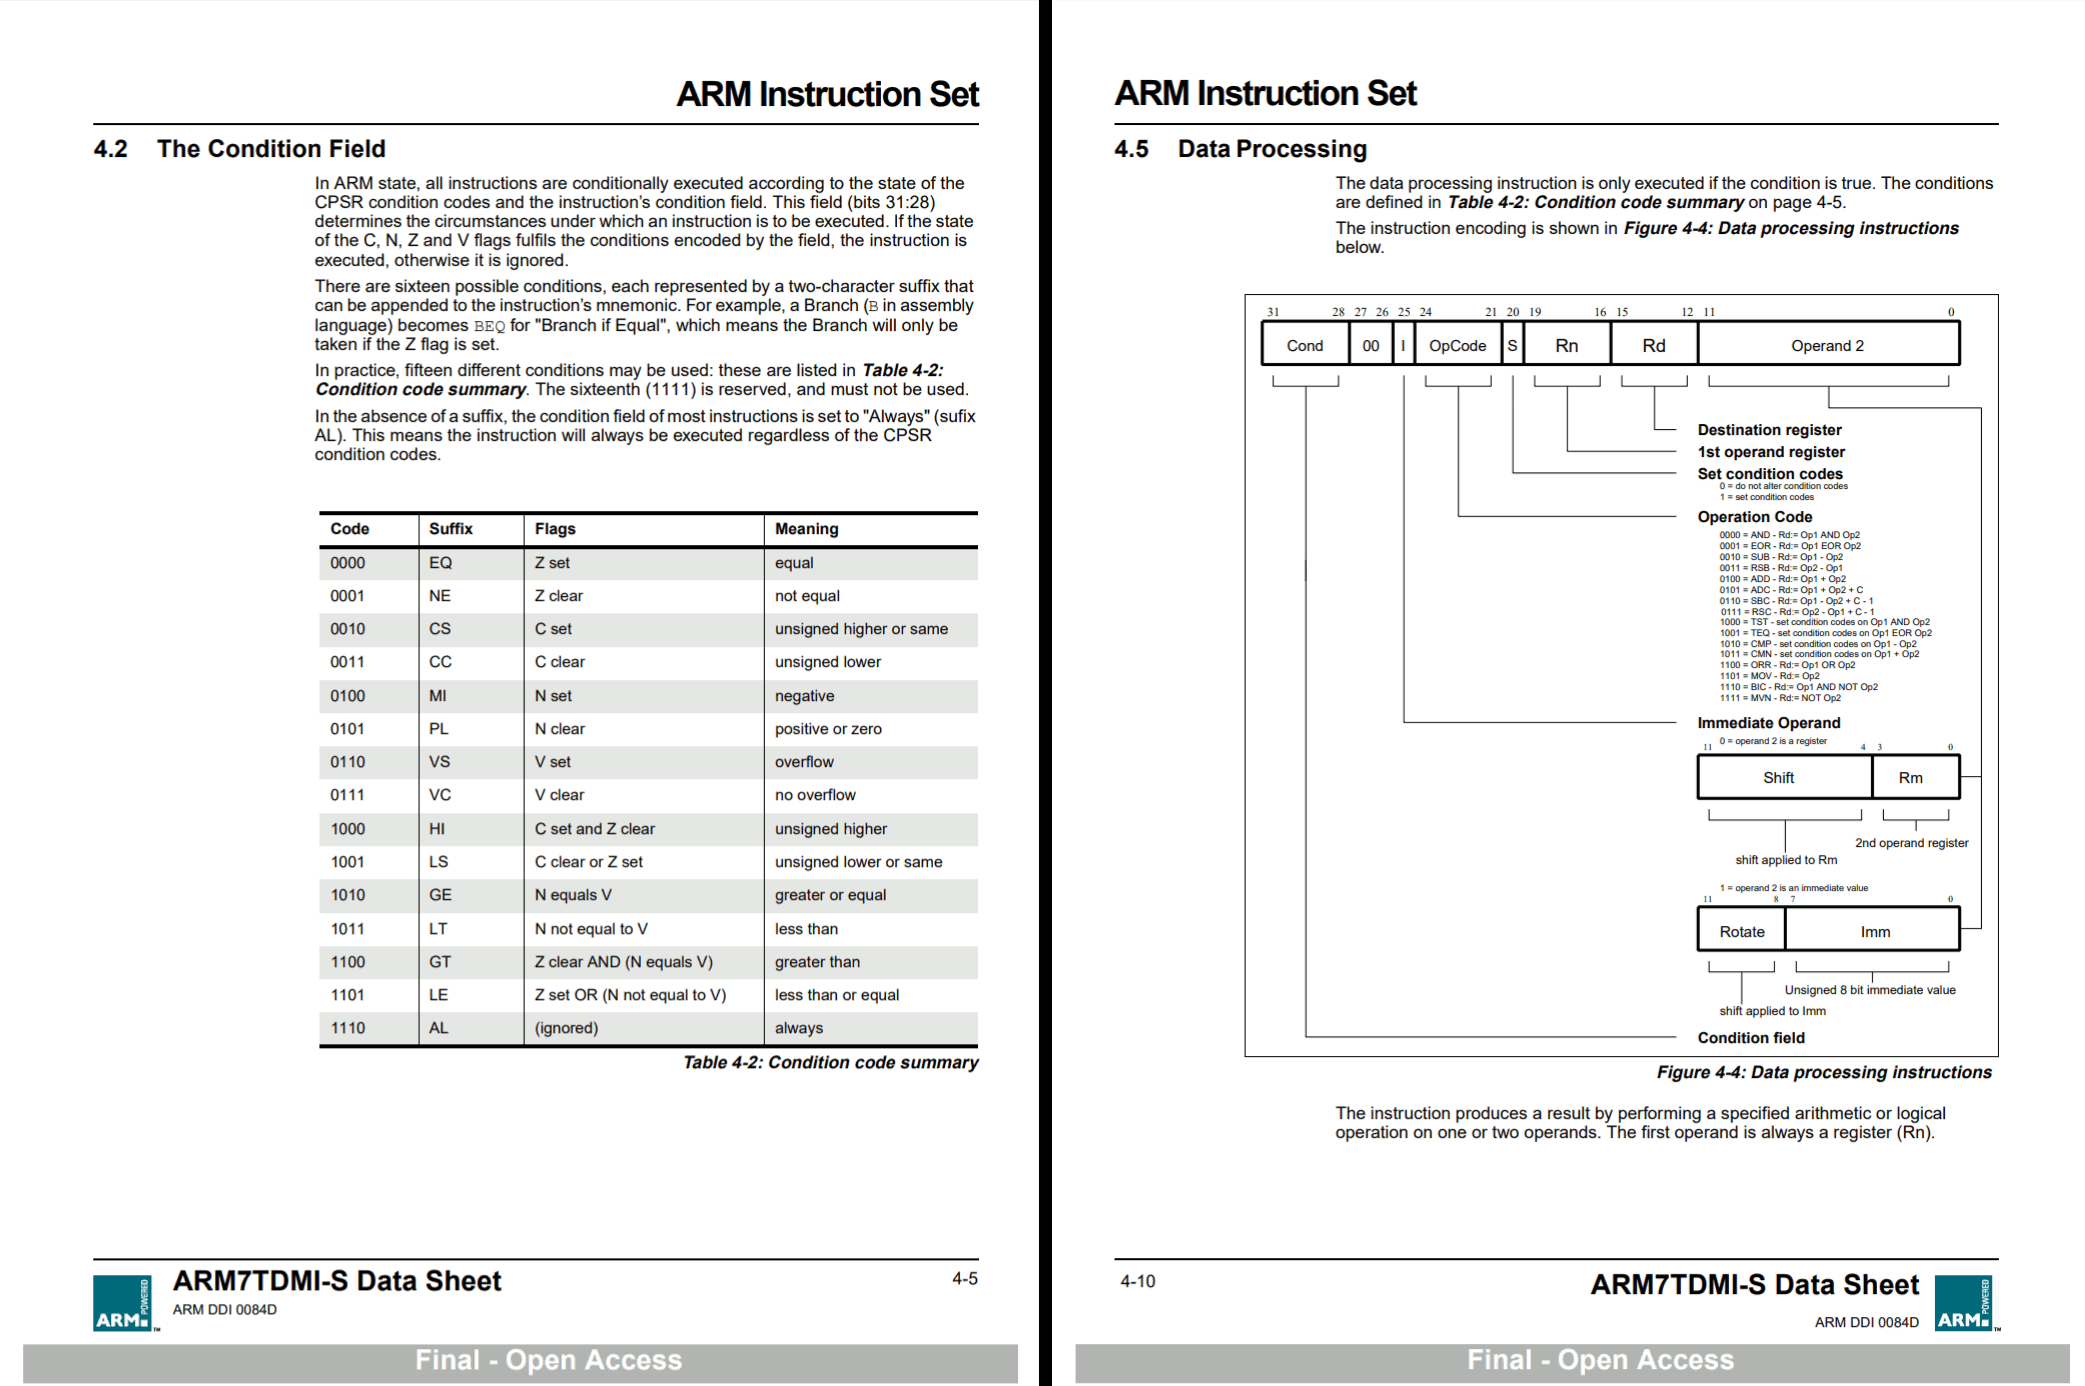 ARM Instruction Set
4.2 The Condition Field
In ARM state, all instructions are conditionally executed according to the state of the
CPSR condition codes and the instruction's condition field. This field (bits 31:28)
determines the circumstances under which an instruction is to be executed. If the state
of the C, N, Z and V flags fulfils the conditions encoded by the field, the instruction is
executed, otherwise it is ignored.
There are sixteen possible conditions, each represented by a two-character suffix that
can be appended to the instruction's mnemonic. For example, a Branch (B in assembly
language) becomes BEQ for "Branch if Equal", which means the Branch will only be
taken if the Z flag is set.
In practice, fifteen different conditions may be used: these are listed in Table 4-2:
Condition code summary. The sixteenth (1111) is reserved, and must not be used.
In the absence of a suffix, the condition field of most instructions is set to "Always" (sufix
AL). This means the instruction will always be executed regardless of the CPSR
condition codes.
Code Suffix Flags Meaning
0000 EQ Z set equal
0001 NE Z clear not equal
0010 CS C set unsigned higher or same
0011 CC C clear unsigned lower
0100 MI N set negative
0101 PL N clear positive or zero
0110 VS V set overflow
0111 VC V clear no overflow
1000 HI C set and Z clear unsigned higher
1001 LS C clear or Z set unsigned lower or same
1010 GE N equals V greater or equal
1011 LT N not equal to V less than
1100 GT Z clear AND (N equals V) greater than
1101 LE Z set OR (N not equal to V) less than or equal
1110 AL (ignored) always
Table 4-2: Condition code summary
ARM POWERED ™
ARM7TDMI-S Data Sheet
ARM DDI 0084D
4-5
Final - Open Access
ARM Instruction Set
4.5 Data Processing
The data processing instruction is only executed if the condition is true. The conditions
are defined in Table 4-2: Condition code summary on page 4-5.
The instruction encoding is shown in Figure 4-4: Data processing instructions
below.
31 28 27 26 25 24 21 20 19 16 15 12 11 0
Cond 00 I OpCode S Rn Rd Operand 2
Destination register
1st operand register
Set condition codes
0 = do not alter condition codes
1 = set condition codes
Operation Code
0000 = AND - Rd:= Op1 AND Op2
0001 = EOR - Rd:= Op1 EOR Op2
0010 = SUB - Rd:= Op1 - Op2
0011 = RSB - Rd:= Op2 - Op1
0100 = ADD - Rd:= Op1 + Op2
0101 = ADC - Rd:= Op1 + Op2 + C
0110 = SBC - Rd:= Op1 - Op2 + C - 1
0111 = RSC - Rd:= Op2 - Op1 + C - 1
1000 = TST - set condition codes on Op1 AND Op2
1001 = TEQ - set condition codes on Op1 EOR Op2
1010 = CMP - set condition codes on Op1 - Op2
1011 = CMN - set condition codes on Op1 + Op2
1100 = ORR - Rd:= Op1 OR Op2
1101 = MOV - Rd:= Op2
1110 = BIC - Rd:= Op1 AND NOT Op2
1111 = MVN - Rd:= NOT Op2
Immediate Operand
0 = operand 2 is a register
11 4 3 0
Shift Rm
2nd operand register
shift applied to Rm
1 = operand 2 is an immediate value
11 8 7 0
Rotate Imm
Unsigned 8 bit immediate value
shift applied to Imm
Condition field
Figure 4-4: Data processing instructions
The instruction produces a result by performing a specified arithmetic or logical
operation on one or two operands. The first operand is always a register (Rn).
4-10
ARM7TDMI-S Data Sheet
ARM DDI 0084D
ARM POWERED ™
Final - Open Access